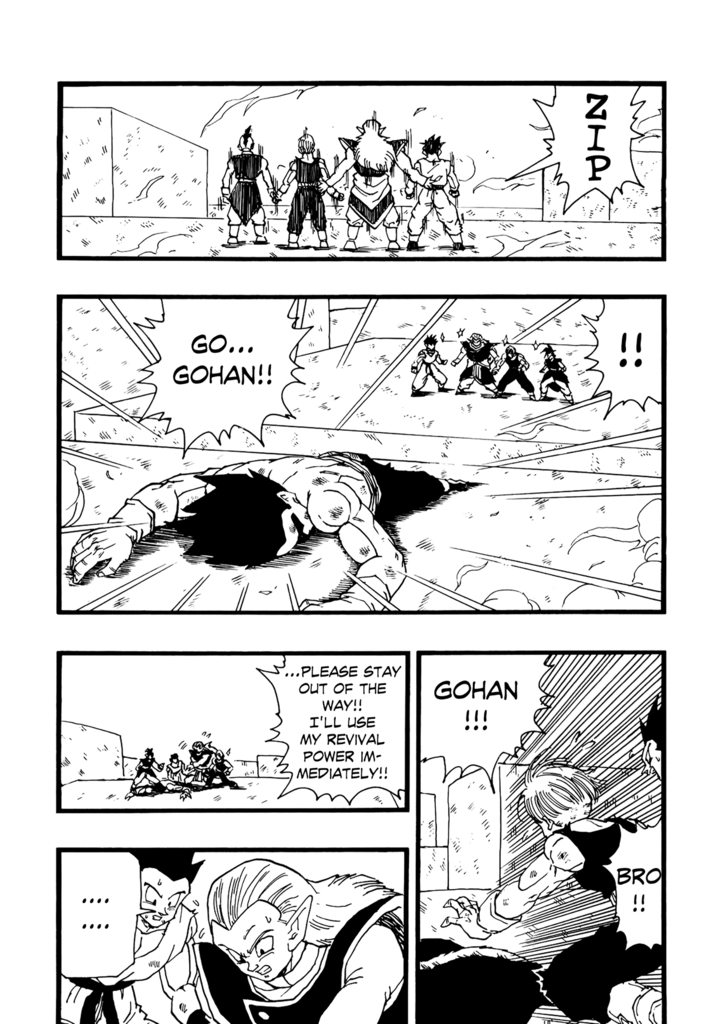 ZIP
GO...
GOHAN!!
!!
...PLEASE STAY
OUT OF THE
WAY!!
I'LL USE
MY REVIVAL
POWER IM-
MEDIATELY!!
GOHAN
!!!
BRO
!!
....
....